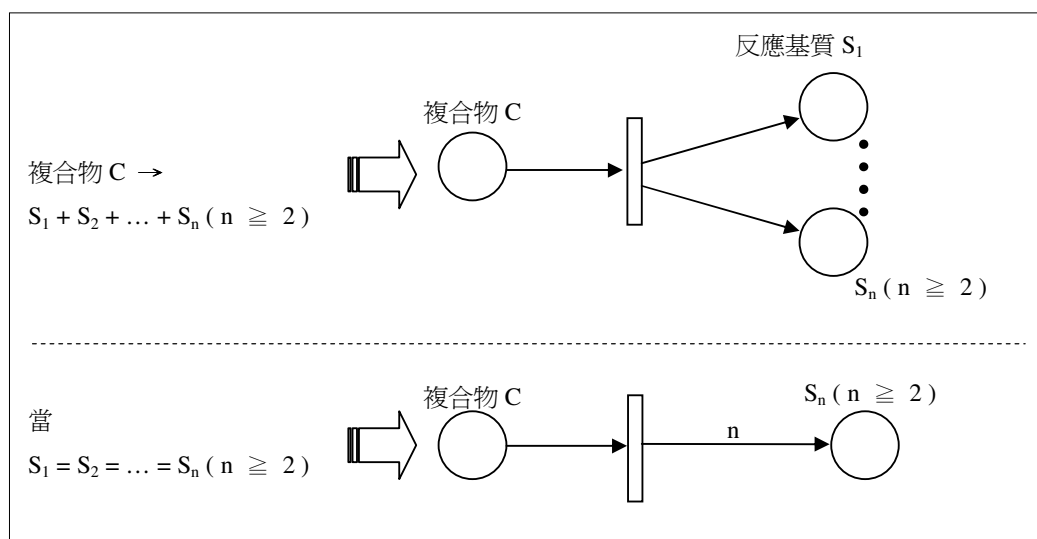 反應基質 S1
複合物 C
複合物 C →
S1 + S2 + … + Sn ( n ≧ 2 )
Sn ( n ≧ 2 )
複合物 C
Sn ( n ≧ 2 )
當
n
S1 = S2 = … = Sn ( n ≧ 2 )